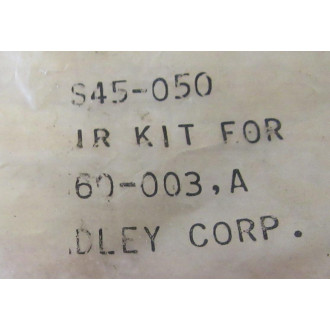 S45-050
IR KIT FOR
60-003,A
DLEY CORP.